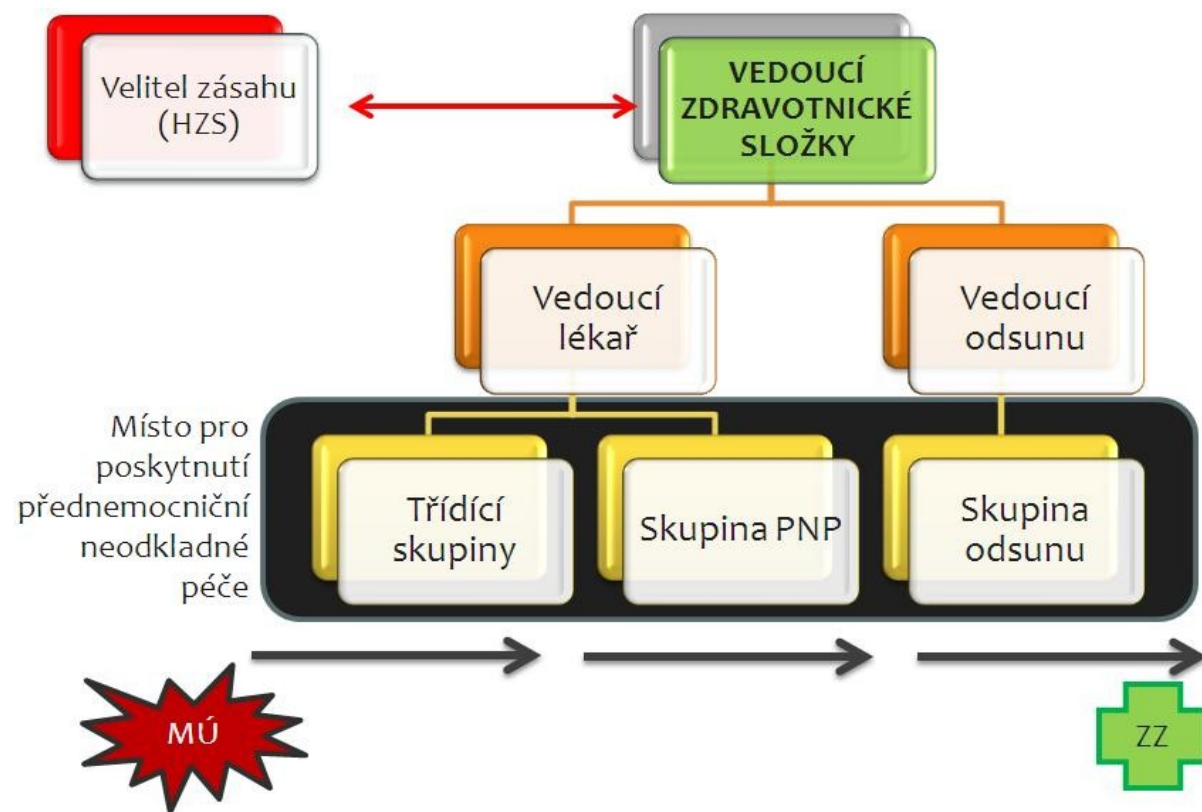 Velitel zásahu
(HZS)
VEDOUCÍ
ZDRAVOTNICKÉ
SLOŽKY
Vedoucí
lékař
Vedoucí
odsunu
Místo pro
poskytnutí
přednemocniční
neodkladné
péče
Třídící
skupiny
Skupina PNP
Skupina
odsunu
MÚ
ZZ